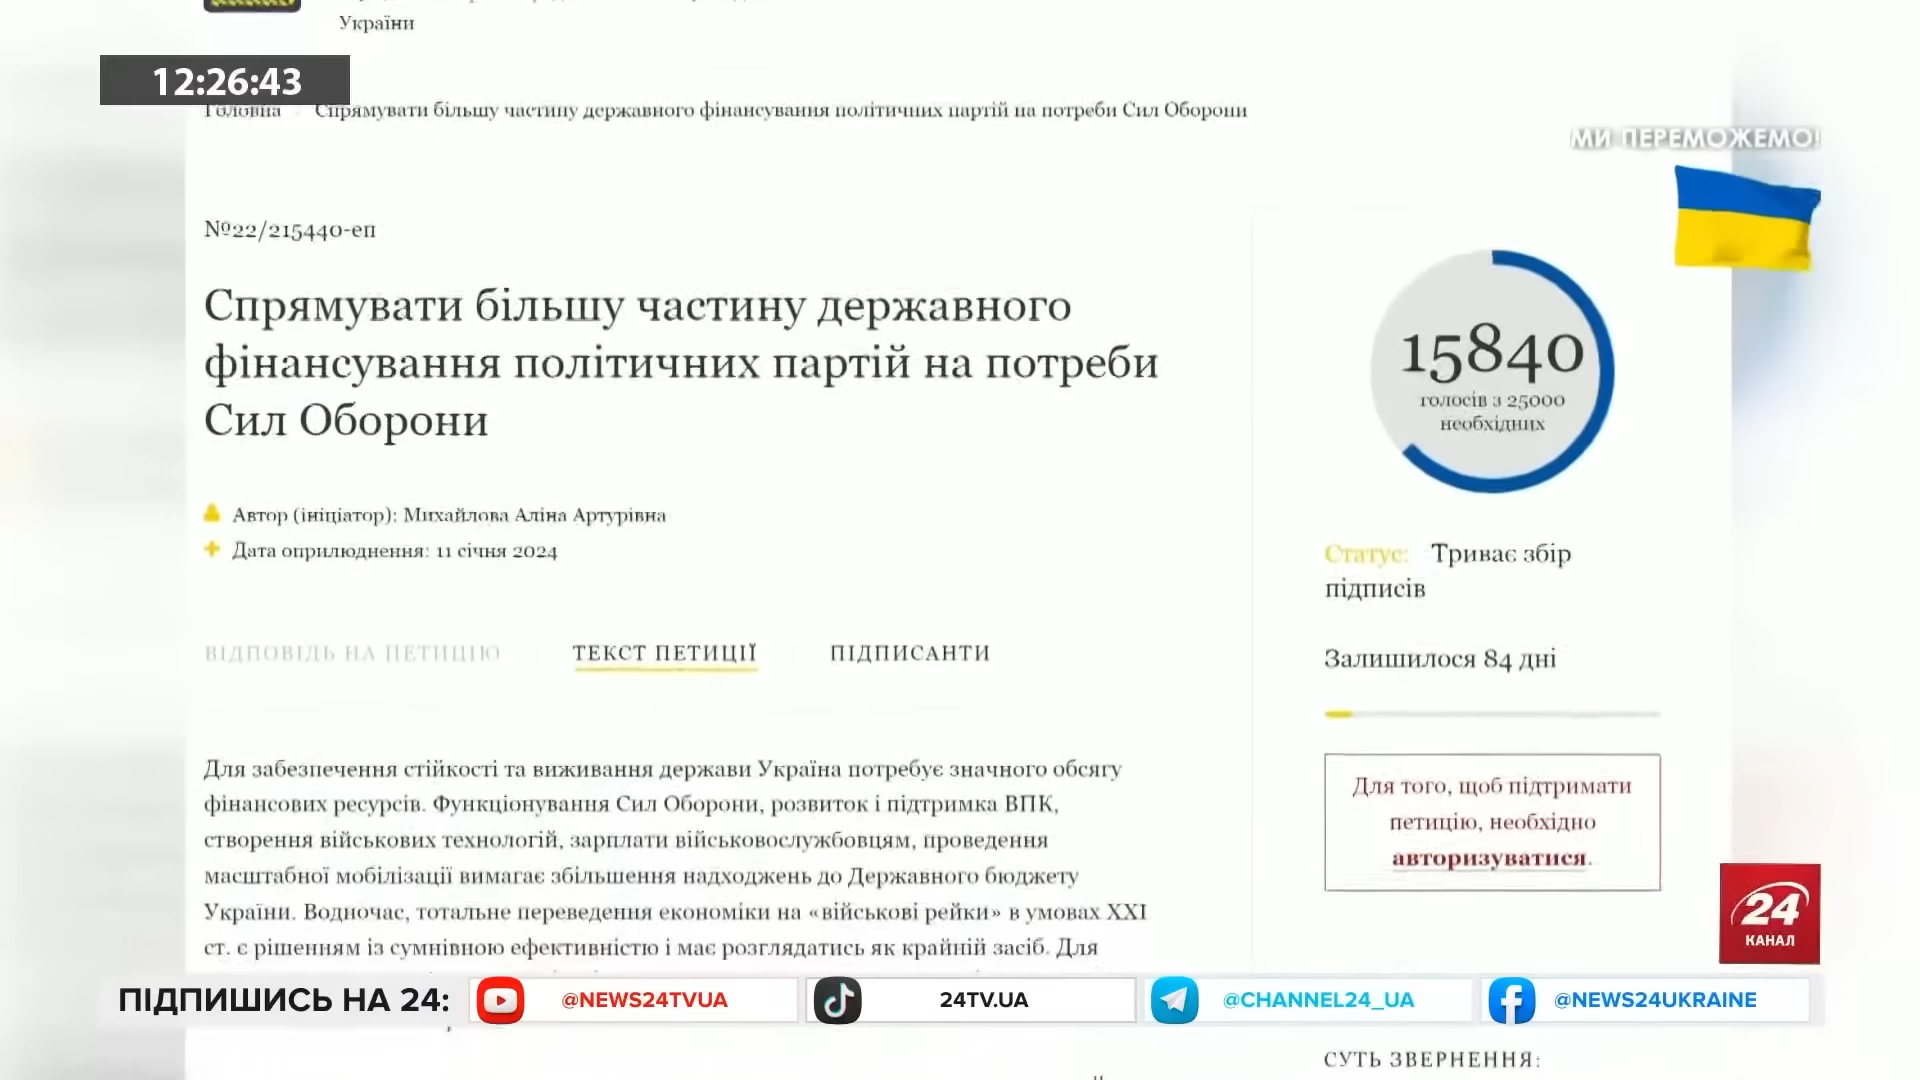 України
12:26:43
Головна Спрямувати більшу частину державного фінансування політичних партій на потреби Сил Оборони
МИ ПЕРЕМОЖЕМО!
№22/215440-еп
Спрямувати більшу частину державного
фінансування політичних партій на потреби
Сил Оборони
15840
голосів з 25000
необхідних
Автор (ініціатор): Михайлова Аліна Артурівна
Дата оприлюднення: 11 січня 2024
Статус: Триває збір
підписів
ВІДПОВІДЬ НА ПЕТИЦІЮ ТЕКСТ ПЕТИЦІЇ ПІДПИСАНТИ
Залишилося 84 дні
Для забезпечення стійкості та виживання держави Україна потребує значного обсягу
фінансових ресурсів. Функціонування Сил Оборони, розвиток і підтримка ВПК,
створення військових технологій, зарплати військовослужбовцям, проведення
масштабної мобілізації вимагає збільшення надходжень до Державного бюджету
України. Водночас, тотальне переведення економіки на «військові рейки» в умовах XXI
ст. є рішенням із сумнівною ефективністю і має розглядатись як крайній засіб. Для
Для того, щоб підтримати
петицію, необхідно
авторизуватися.
24
КАНАЛ
ПІДПИШИСЬ НА 24: @NEWS24TVUA 24TV.UA @CHANNEL24_UA @NEWS24UKRAINE
СУТЬ ЗВЕРНЕННЯ: